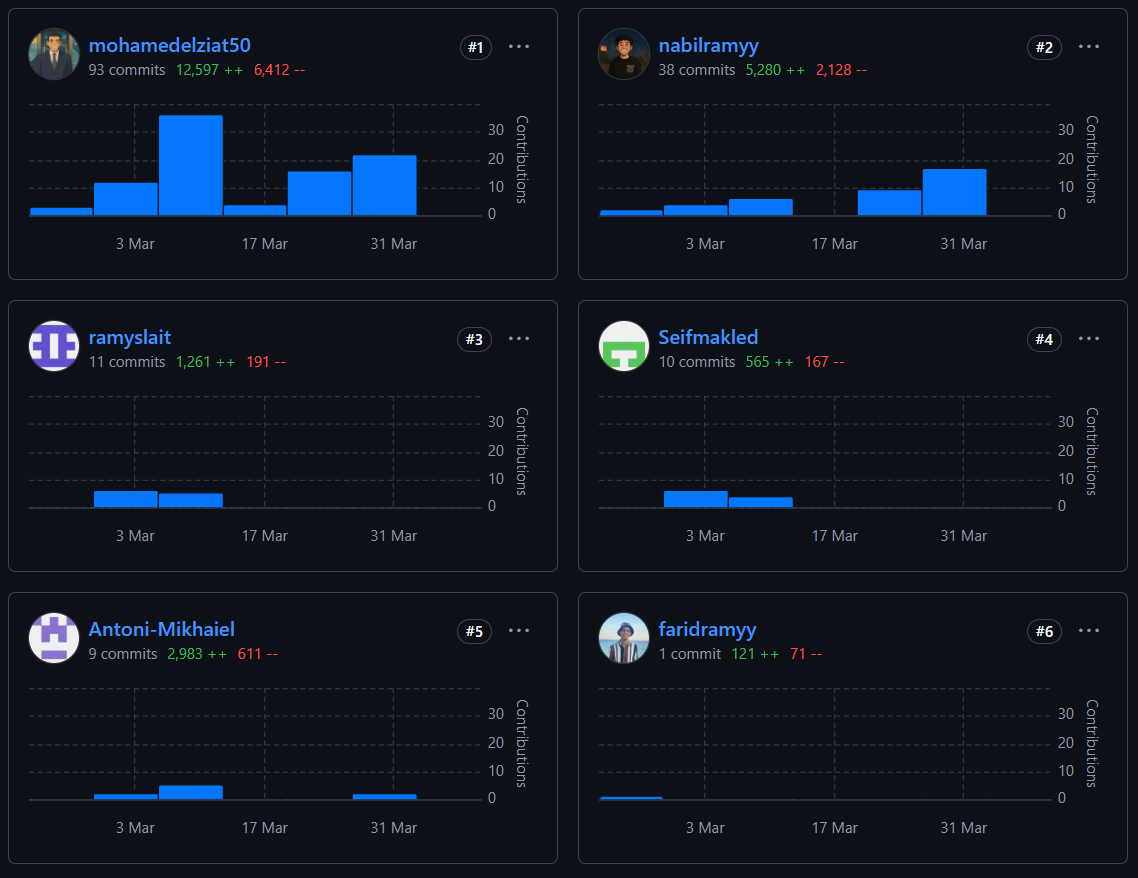 mohamedelziat50
#1
...
93 commits 12,597 ++ 6,412 --
30
20
10
0
Contributions
3 Mar 17 Mar 31 Mar
nabilramyy
#2
...
38 commits 5,280 ++ 2,128 --
30
20
10
0
Contributions
3 Mar 17 Mar 31 Mar
ramyslait
#3
...
11 commits 1,261 ++ 191 --
30
20
10
0
Contributions
3 Mar 17 Mar 31 Mar
Seifmakled
#4
...
10 commits 565 ++ 167 --
30
20
10
0
Contributions
3 Mar 17 Mar 31 Mar
Antoni-Mikhaiel
#5
...
9 commits 2,983 ++ 611 --
30
20
10
0
Contributions
3 Mar 17 Mar 31 Mar
faridramyy
#6
...
1 commit 121 ++ 71 --
30
20
10
0
Contributions
3 Mar 17 Mar 31 Mar